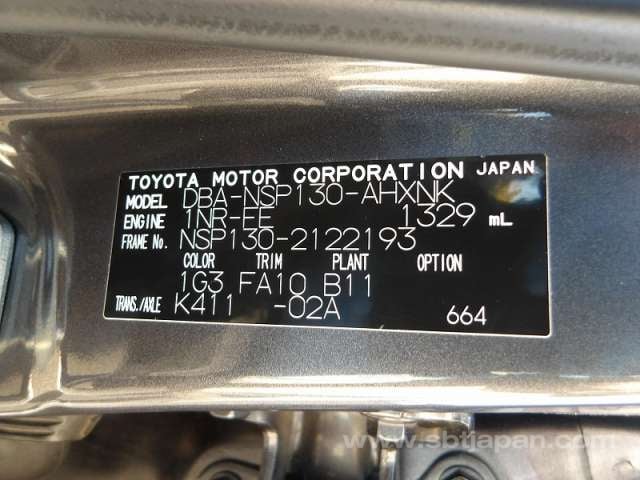 TOYOTA MOTOR CORPORATION JAPAN
MODEL DBA-NSP130-AHXNK
ENGINE 1NR-FE 1329 mL
FRAME No. NSP130-2122193
COLOR TRIM PLANT OPTION
1G3 FA10 B11
TRANS./AXLE K411 -02A
664
www.sbtjapan.com